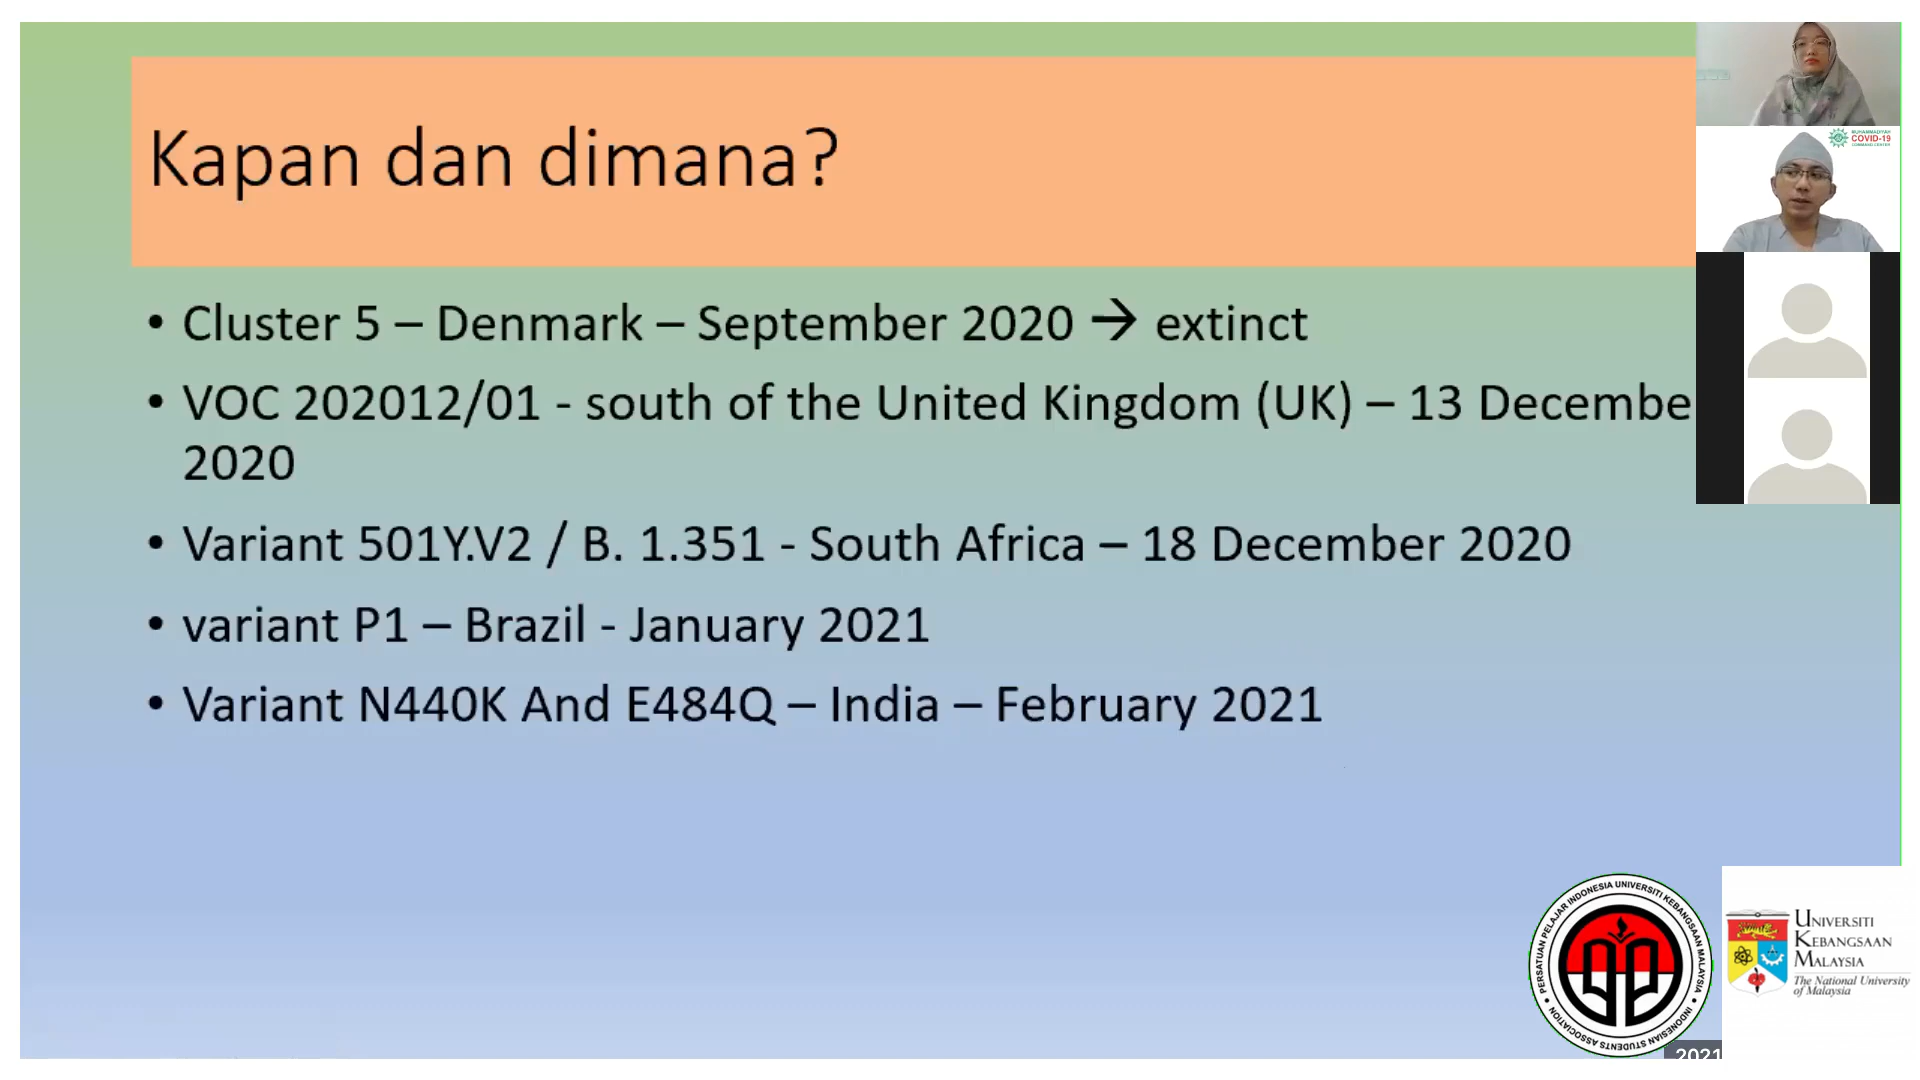 Kapan dan dimana?
• Cluster 5 – Denmark – September 2020 → extinct
• VOC 202012/01 - south of the United Kingdom (UK) – 13 Decembe
2020
• Variant 501Y.V2 / B. 1.351 - South Africa – 18 December 2020
• variant P1 – Brazil - January 2021
• Variant N440K And E484Q – India – February 2021
MUHAMMADIYAH
COVID-19
COMMAND CENTER
PERSATUAN PELAJAR INDONESIA UNIVERSITI KEBANGSAAN MALAYSIA
INDONESIAN STUDENTS ASSOCIATION
UNIVERSITI
KEBANGSAAN
MALAYSIA
The National University
of Malaysia
2021